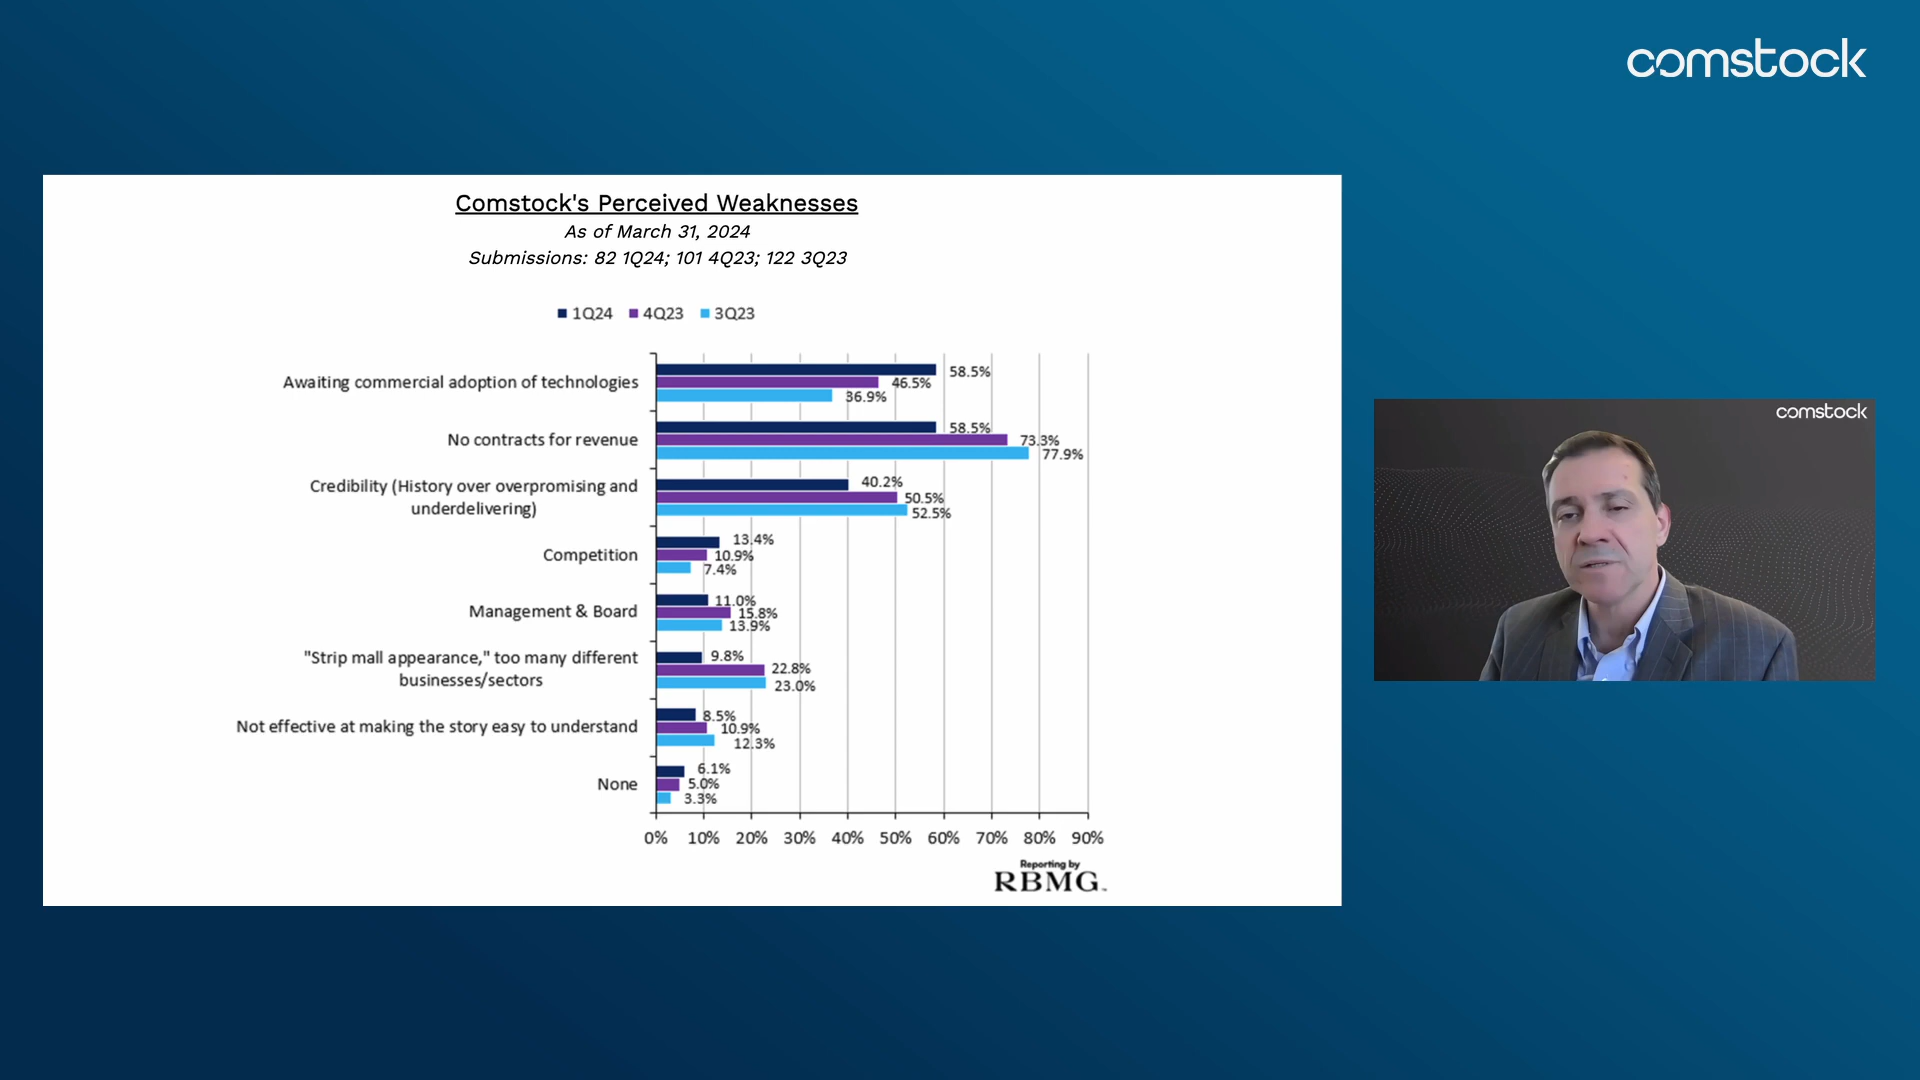 comstock
Comstock's Perceived Weaknesses
As of March 31, 2024
Submissions: 82 1Q24; 101 4Q23; 122 3Q23
1Q24 4Q23 3Q23
Awaiting commercial adoption of technologies
58.5%
46.5%
36.9%
No contracts for revenue
58.5%
73.3%
77.9%
Credibility (History over overpromising and
underdelivering)
40.2%
50.5%
52.5%
Competition
13.4%
10.9%
7.4%
Management & Board
11.0%
15.8%
13.9%
"Strip mall appearance," too many different
businesses/sectors
9.8%
22.8%
23.0%
Not effective at making the story easy to understand
8.5%
10.9%
12.3%
None
6.1%
5.0%
3.3%
0% 10% 20% 30% 40% 50% 60% 70% 80% 90%
Reporting by
RBMG™
comstock